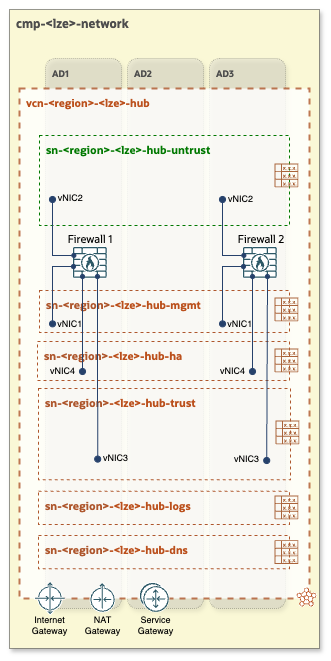 cmp-<lze>-network
AD1
AD2
AD3
vcn-<region>-<lze>-hub
sn-<region>-<lze>-hub-untrust
vNIC2
vNIC2
Firewall 1
Firewall 2
sn-<region>-<lze>-hub-mgmt
vNIC1
vNIC1
sn-<region>-<lze>-hub-ha
vNIC4
vNIC4
sn-<region>-<lze>-hub-trust
vNIC3
vNIC3
sn-<region>-<lze>-hub-logs
sn-<region>-<lze>-hub-dns
Internet
Gateway
NAT
Gateway
Service
Gateway